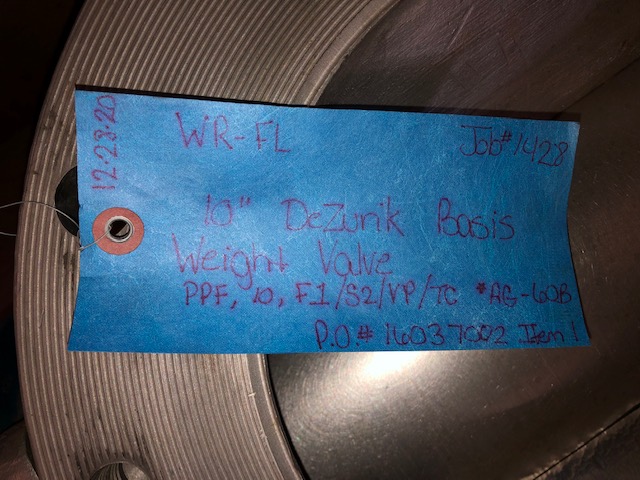 12-23-20
WR-FL
Job# 1428
10" DeZurik Basis
Weight Valve
PPF, 10, F1/S2/VP/TC *AG-60B
P.O.# 16037002 Item 1